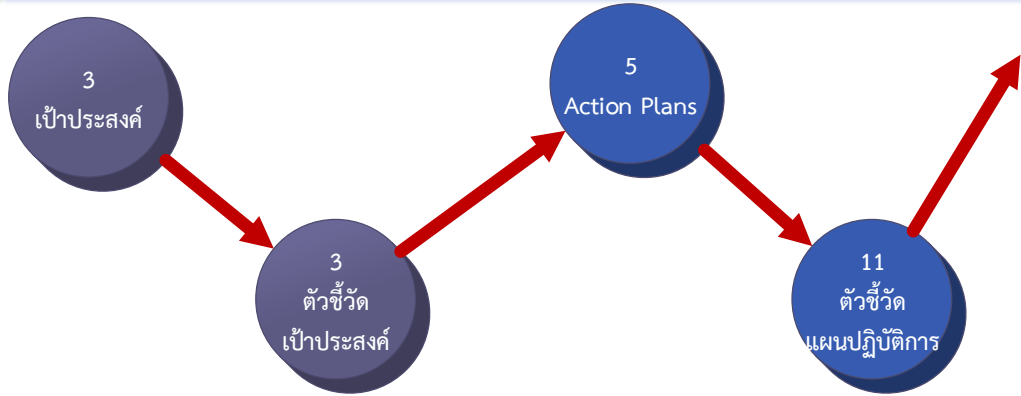 3
เป้าประสงค์
3
ตัวชี้วัด
เป้าประสงค์
5
Action Plans
11
ตัวชี้วัด
แผนปฏิบัติการ